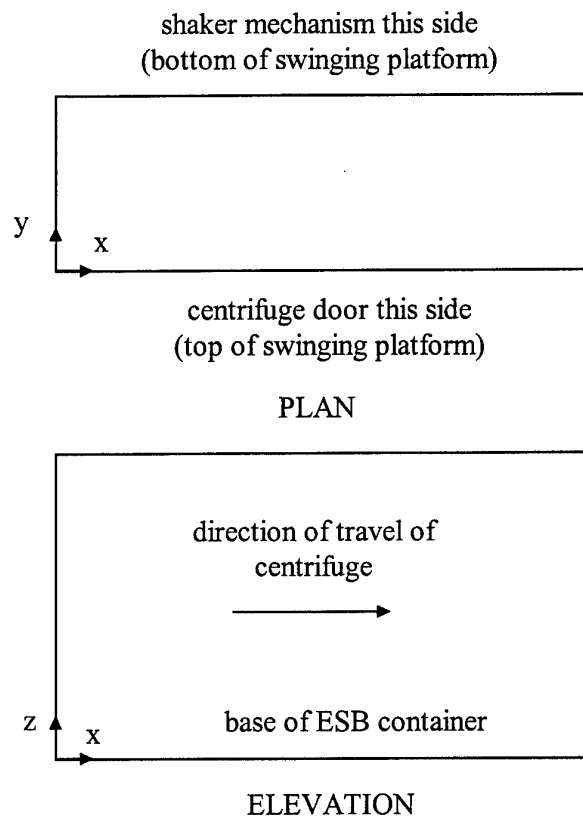 shaker mechanism this side
(bottom of swinging platform)
y
x
centrifuge door this side
(top of swinging platform)
PLAN
direction of travel of
centrifuge
z
x
base of ESB container
ELEVATION